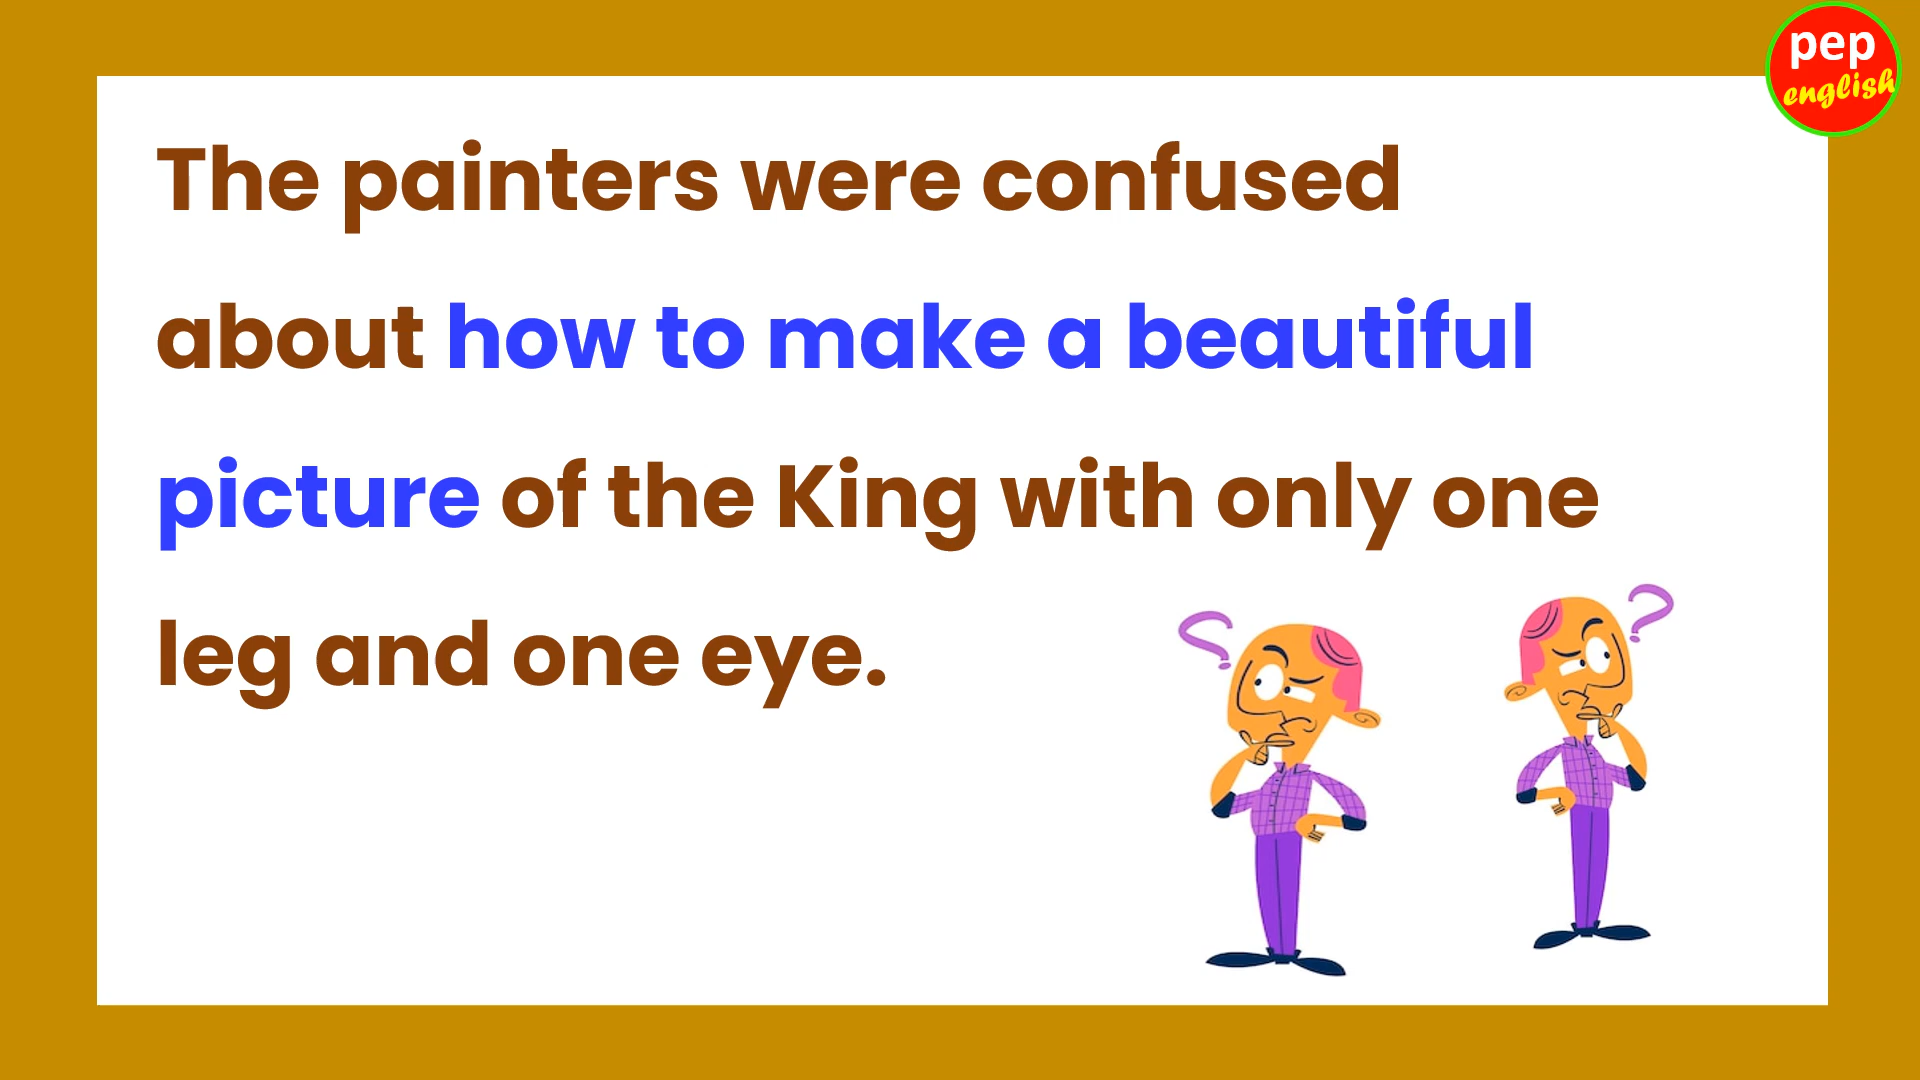 pep
english
The painters were confused
about how to make a beautiful
picture of the King with only one
leg and one eye.